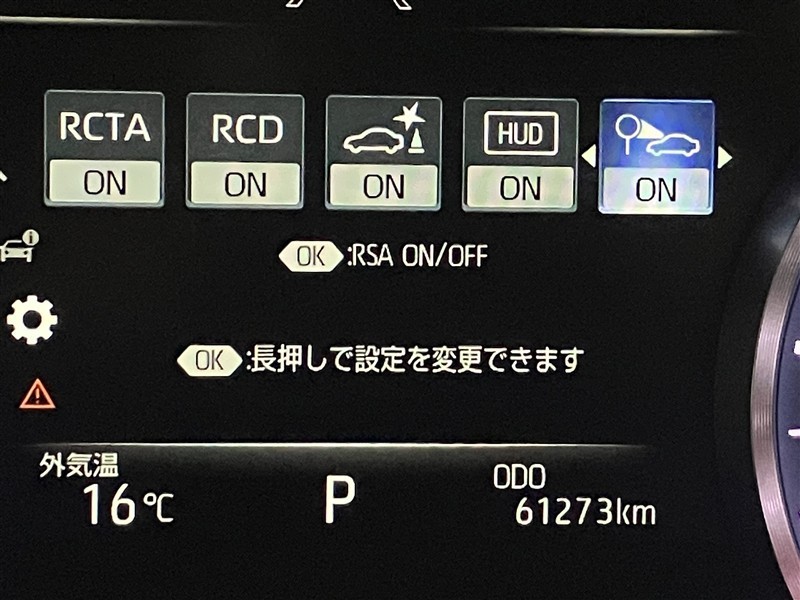 RCTA RCD HUD
ON ON ON ON ON
OK :RSA ON/OFF
OK :長押しで設定を変更できます
外気温 ODO
16℃ P 61273km